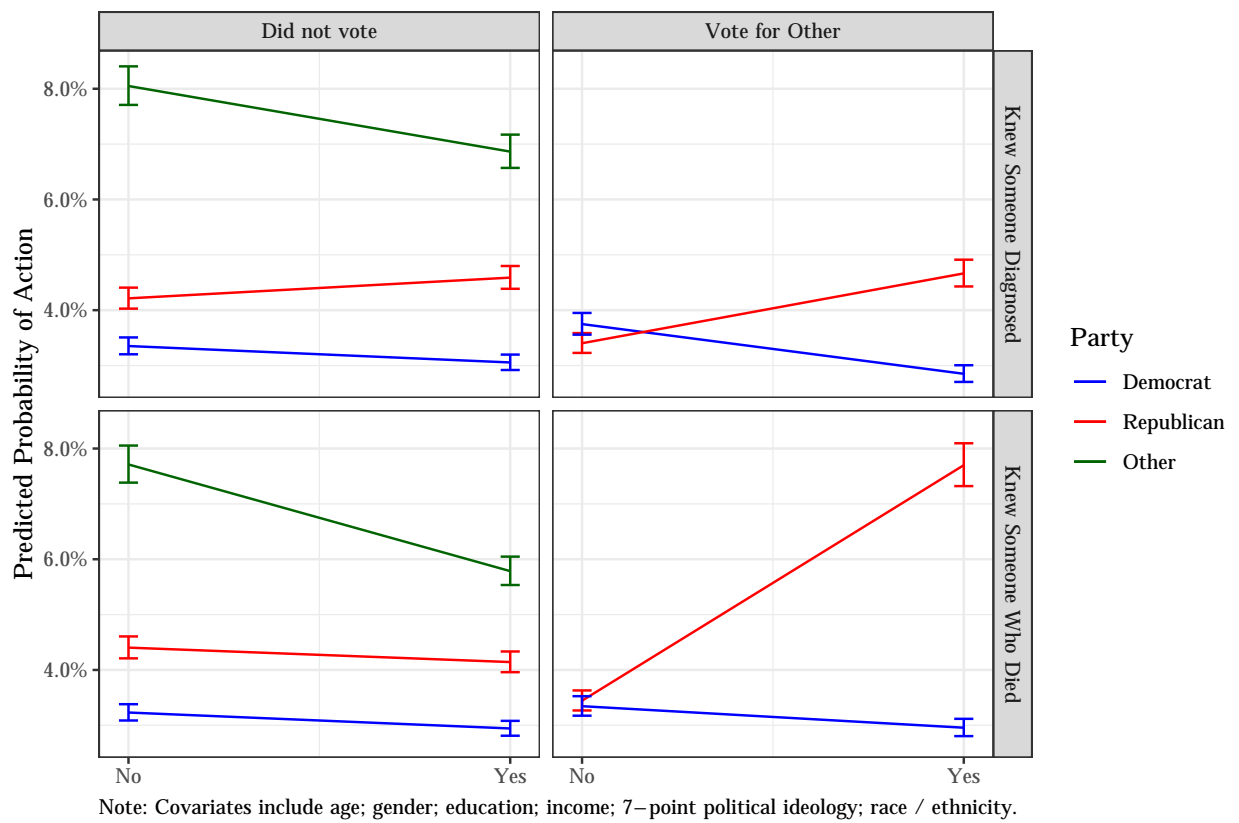 Did not vote
Vote for Other
8.0%
6.0%
4.0%
Knew Someone Diagnosed
8.0%
6.0%
4.0%
Knew Someone Who Died
Predicted Probability of Action
No
Yes
No
Yes
Party
Democrat
Republican
Other
Note: Covariates include age; gender; education; income; 7−point political ideology; race / ethnicity.